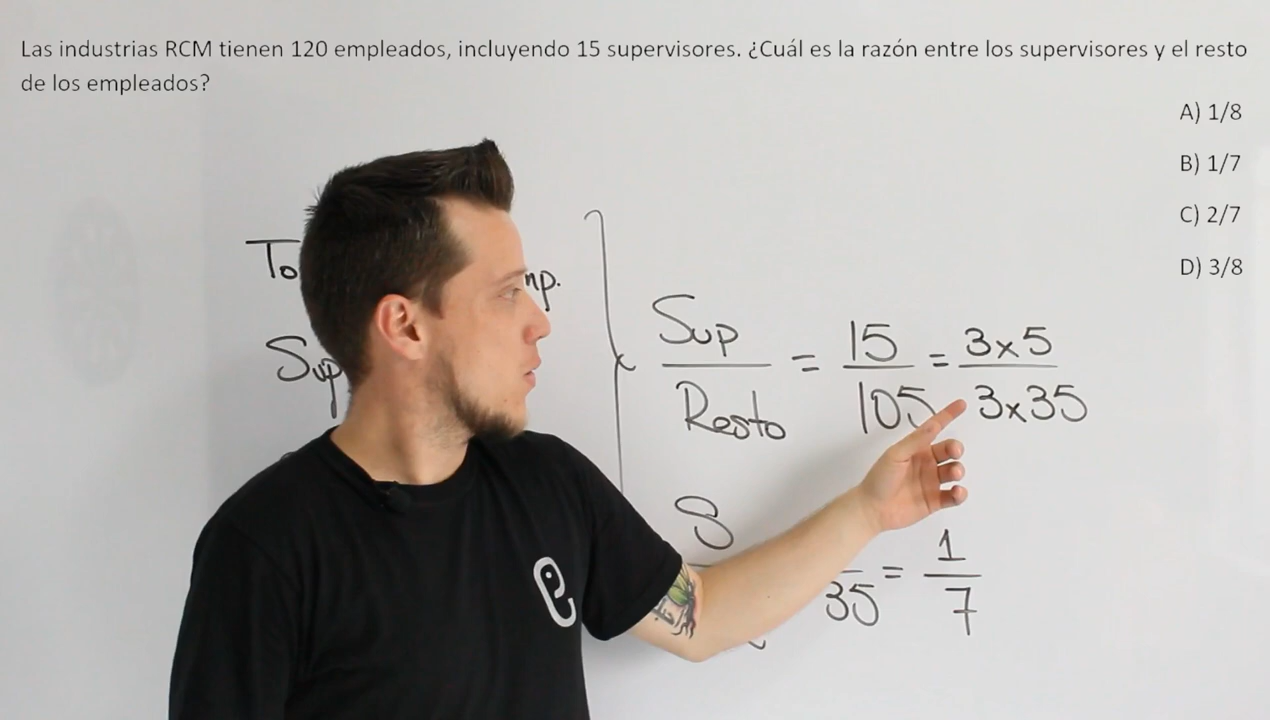 Las industrias RCM tienen 120 empleados, incluyendo 15 supervisores. ¿Cuál es la razón entre los supervisores y el resto
de los empleados?
A) 1/8
B) 1/7
C) 2/7
D) 3/8
Sup = 15 = 3x5
Resto 105 3x35
35 = 1
7